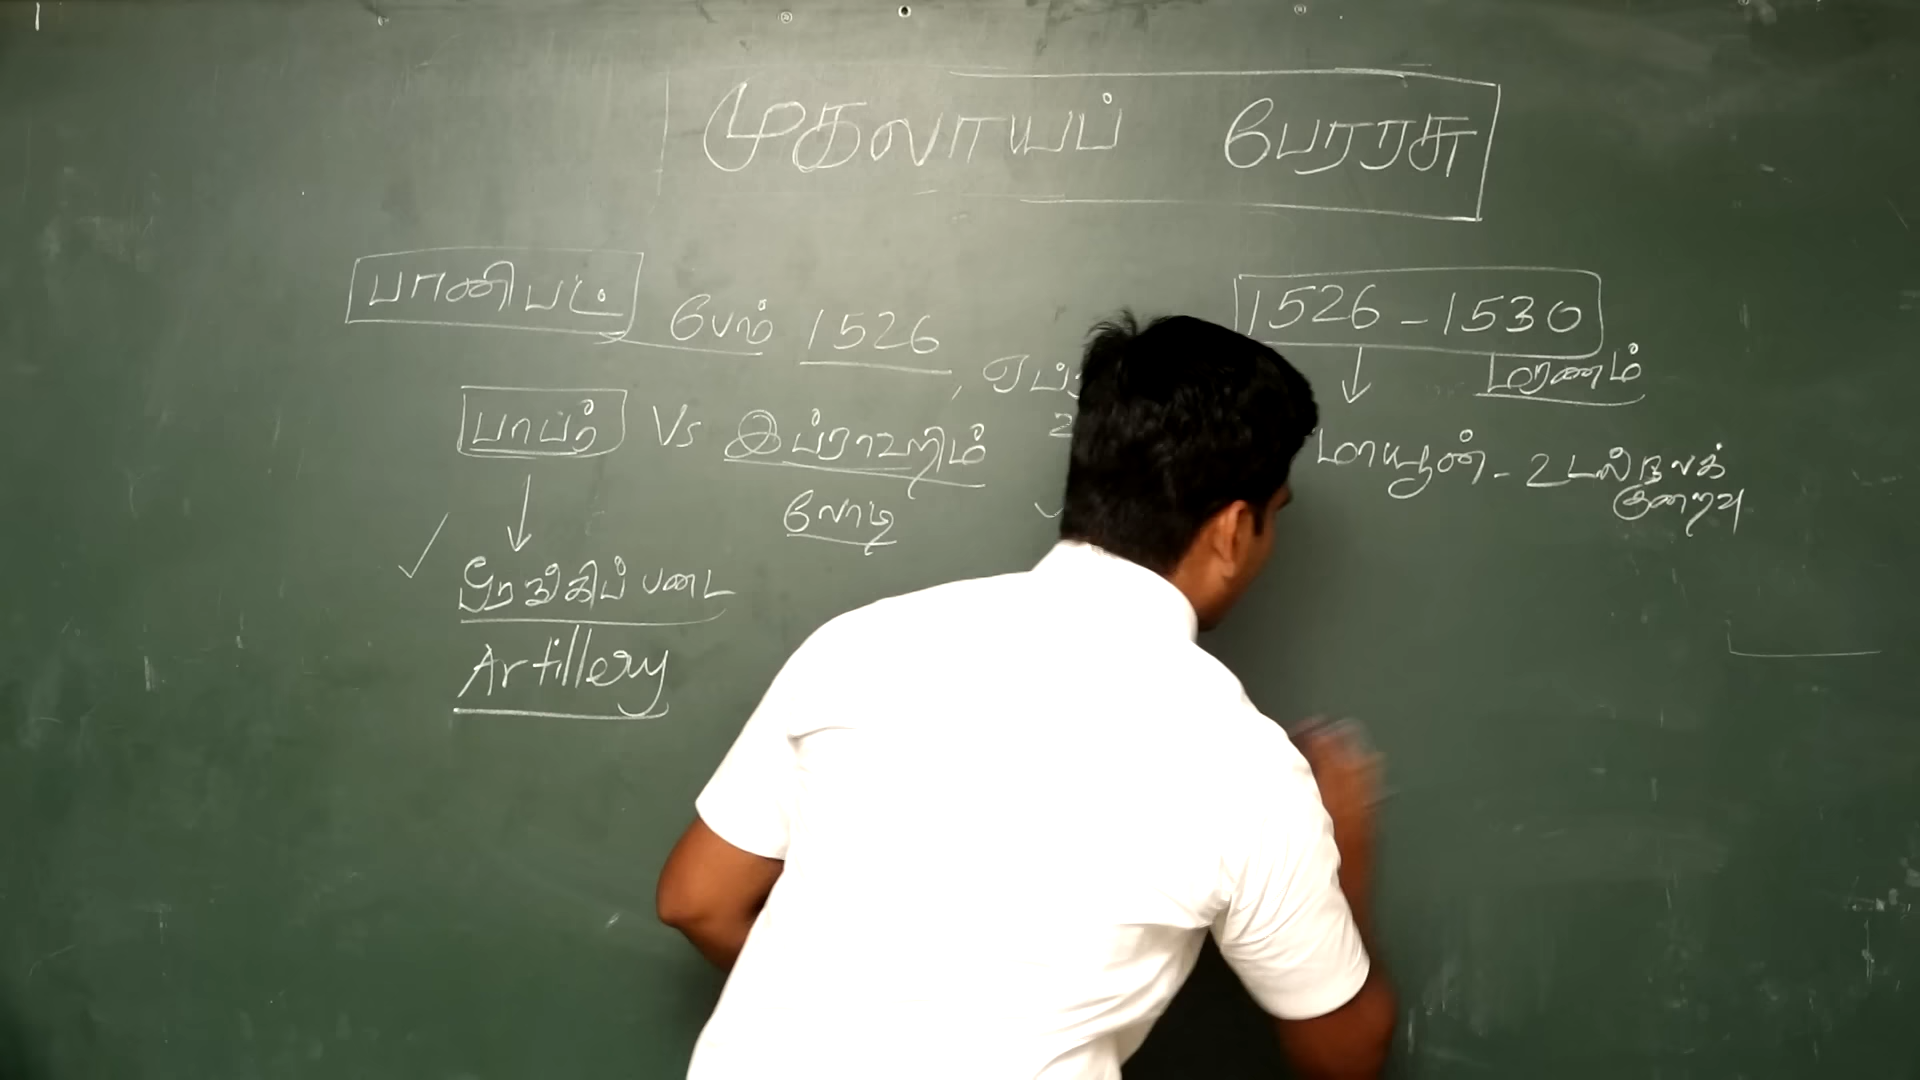 முகலாயப் பேரரசு
பானிபட் போர் 1526
1526 - 1530
மரணம்
பாபர் Vs இப்ராஹிம்
லோடி
மாயூன் - உடல் நலக்
குறைவு
பீரங்கிப் படை
Artillery